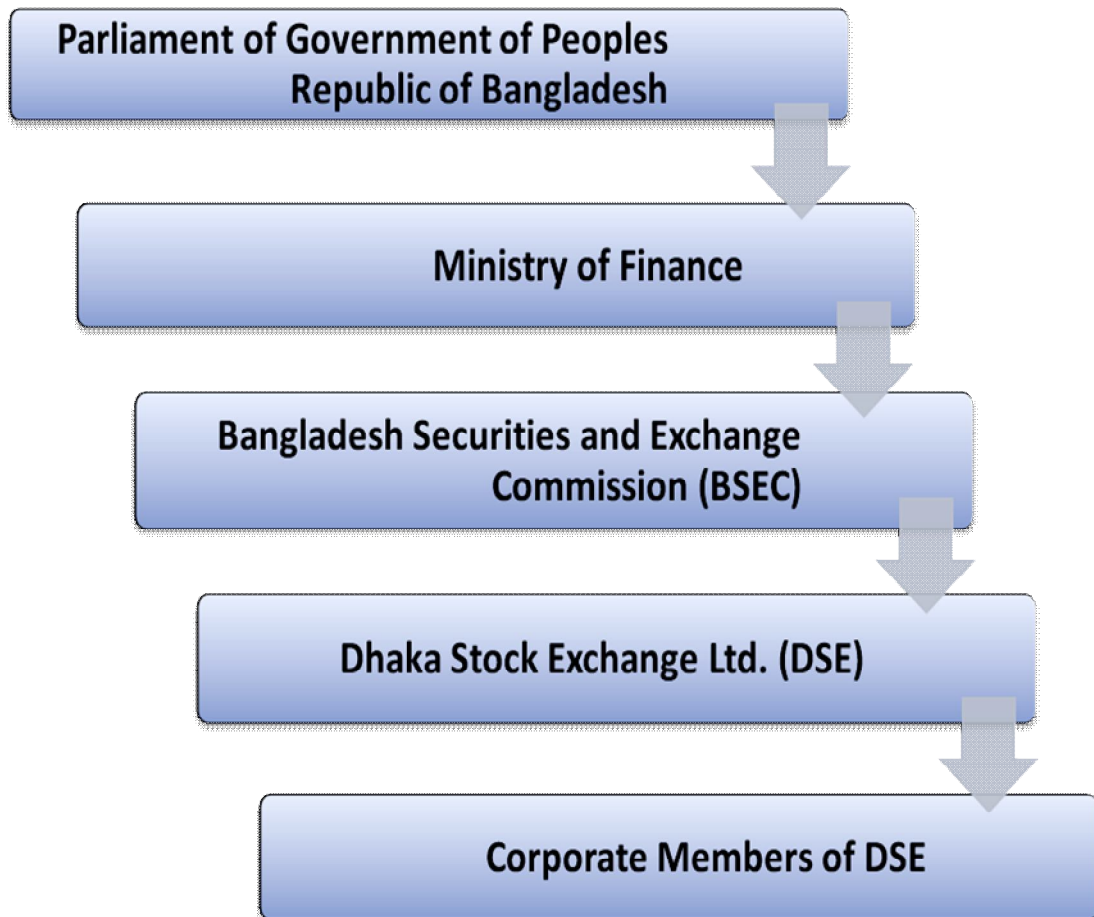 Parliament of Government of Peoples
Republic of Bangladesh
Ministry of Finance
Bangladesh Securities and Exchange
Commission (BSEC)
Dhaka Stock Exchange Ltd. (DSE)
Corporate Members of DSE